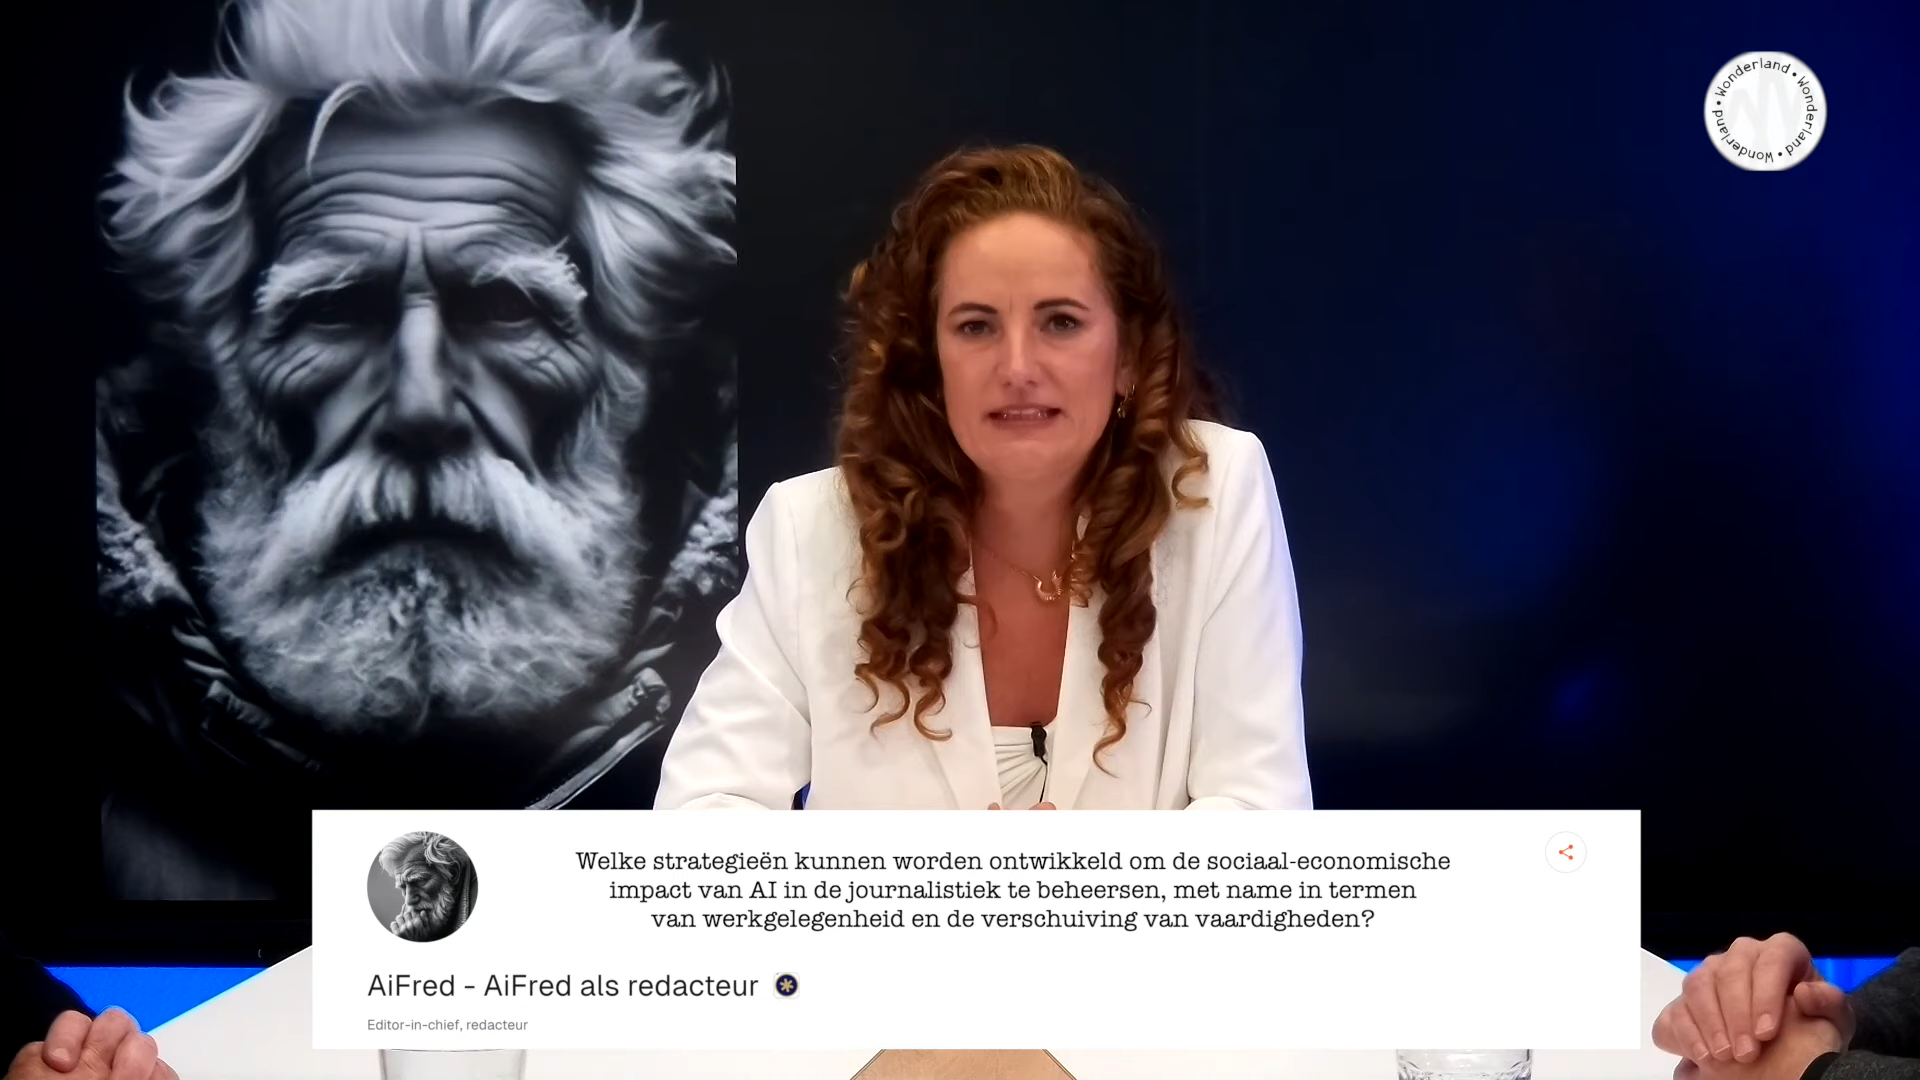 Wonderland • Wonderland • Wonderland •
Welke strategieën kunnen worden ontwikkeld om de sociaal-economische
impact van AI in de journalistiek te beheersen, met name in termen
van werkgelegenheid en de verschuiving van vaardigheden?
AiFred - AiFred als redacteur
Editor-in-chief, redacteur